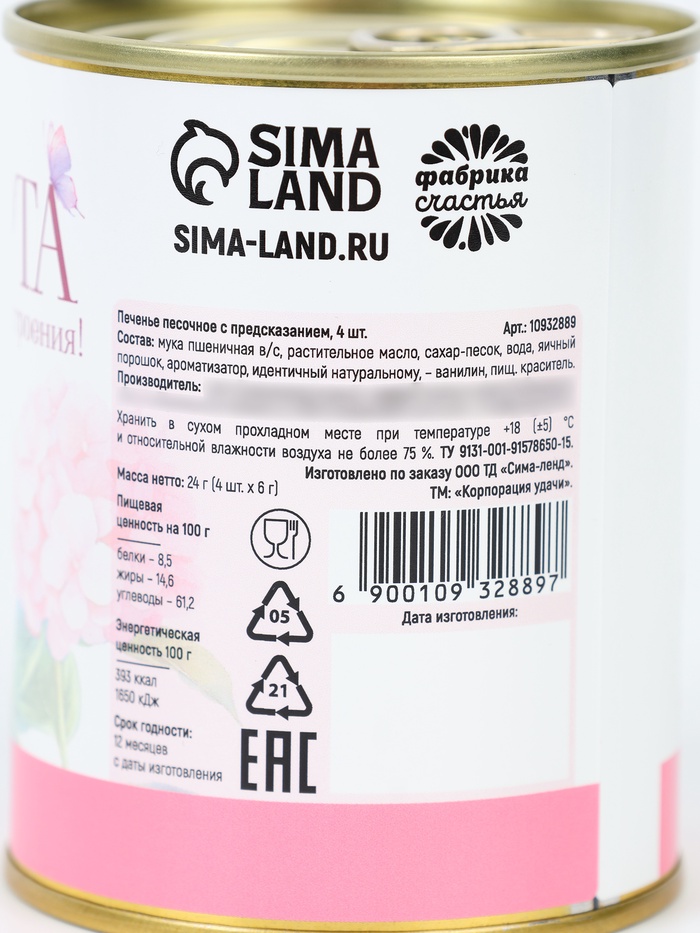 SIMA
LAND
SIMA-LAND.RU
фабрика
счастья
ТА
роения!
Печенье песочное с предсказанием, 4 шт.
Арт.: 10932889
Состав: мука пшеничная в/с, растительное масло, сахар-песок, вода, яичный
порошок, ароматизатор, идентичный натуральному, – ванилин, пищ. краситель.
Производитель:
Хранить в сухом прохладном месте при температуре +18 (±5) °С
и относительной влажности воздуха не более 75 %. ТУ 9131-001-91578650-15.
Изготовлено по заказу ООО ТД «Сима-ленд».
ТМ: «Корпорация удачи».
Масса нетто: 24 г (4 шт. x 6 г)
Пищевая
ценность на 100 г
белки – 8,5
жиры – 14,6
углеводы – 61,2
Энергетическая
ценность 100 г
393 ккал
1650 кДж
Срок годности:
12 месяцев
с даты изготовления
05
21
EAC
6 900109 328897
Дата изготовления: